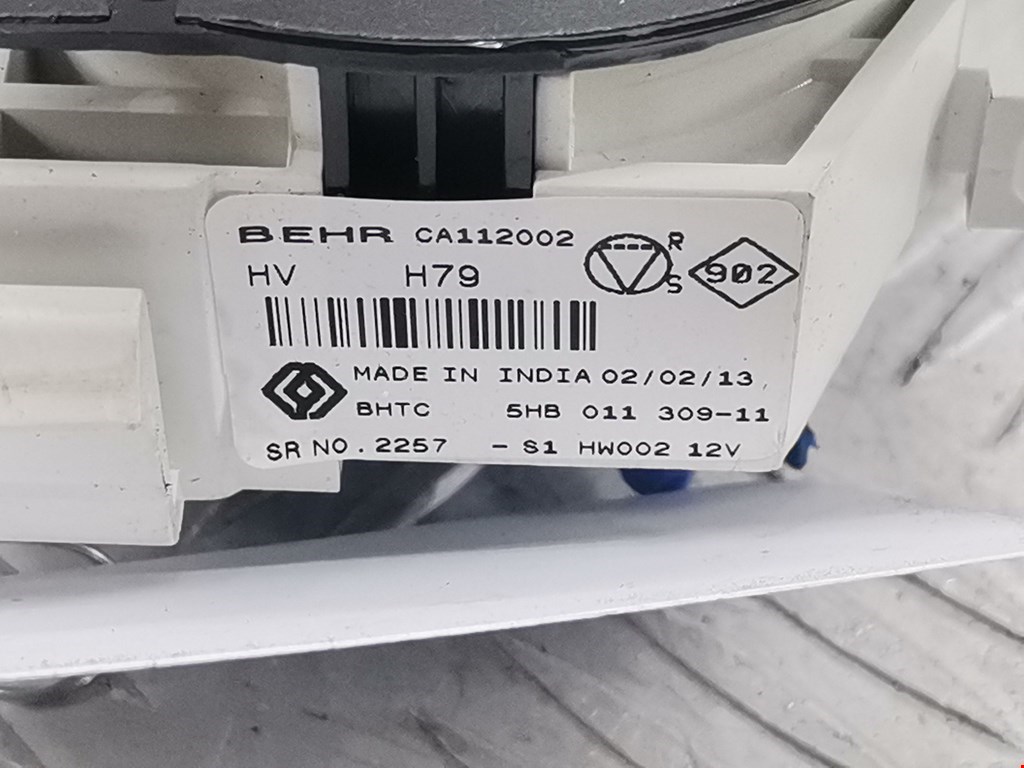 BEHR CA112002
R
S
902
HV H79
MADE IN INDIA 02/02/13
BHTC 5HB 011 309-11
SR NO. 2257 - S1 HW002 12V